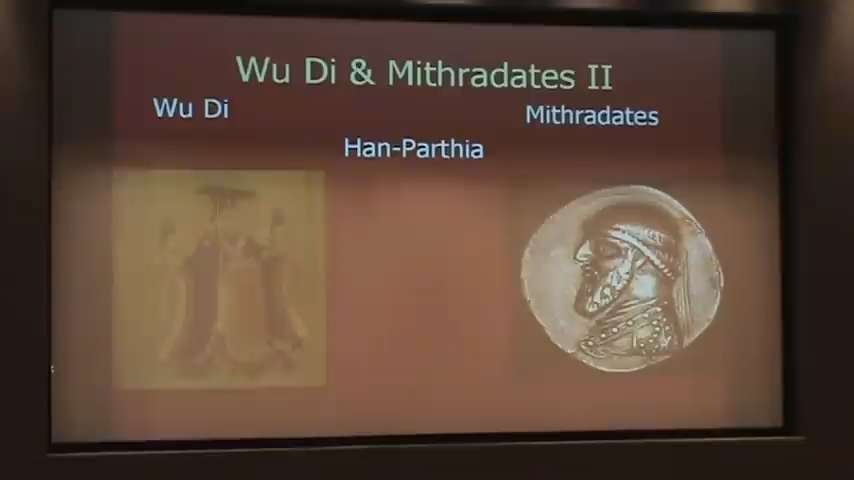 Wu Di & Mithradates II
Wu Di
Mithradates
Han-Parthia